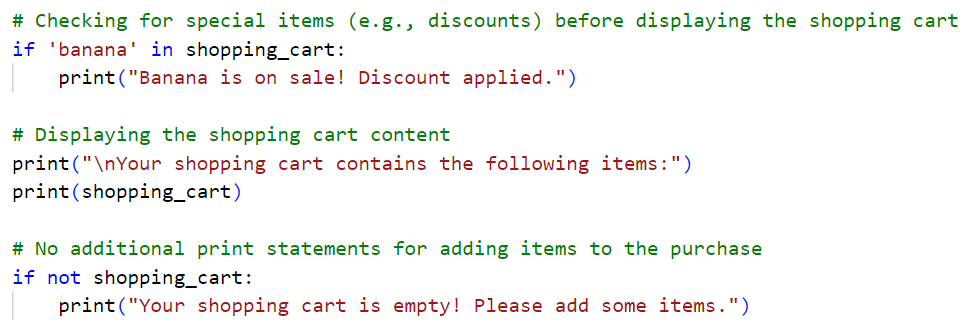 # Checking for special items (e.g., discounts) before displaying the shopping cart
if 'banana' in shopping_cart:
    print("Banana is on sale! Discount applied.")

# Displaying the shopping cart content
print("\nYour shopping cart contains the following items:")
print(shopping_cart)

# No additional print statements for adding items to the purchase
if not shopping_cart:
    print("Your shopping cart is empty! Please add some items.")